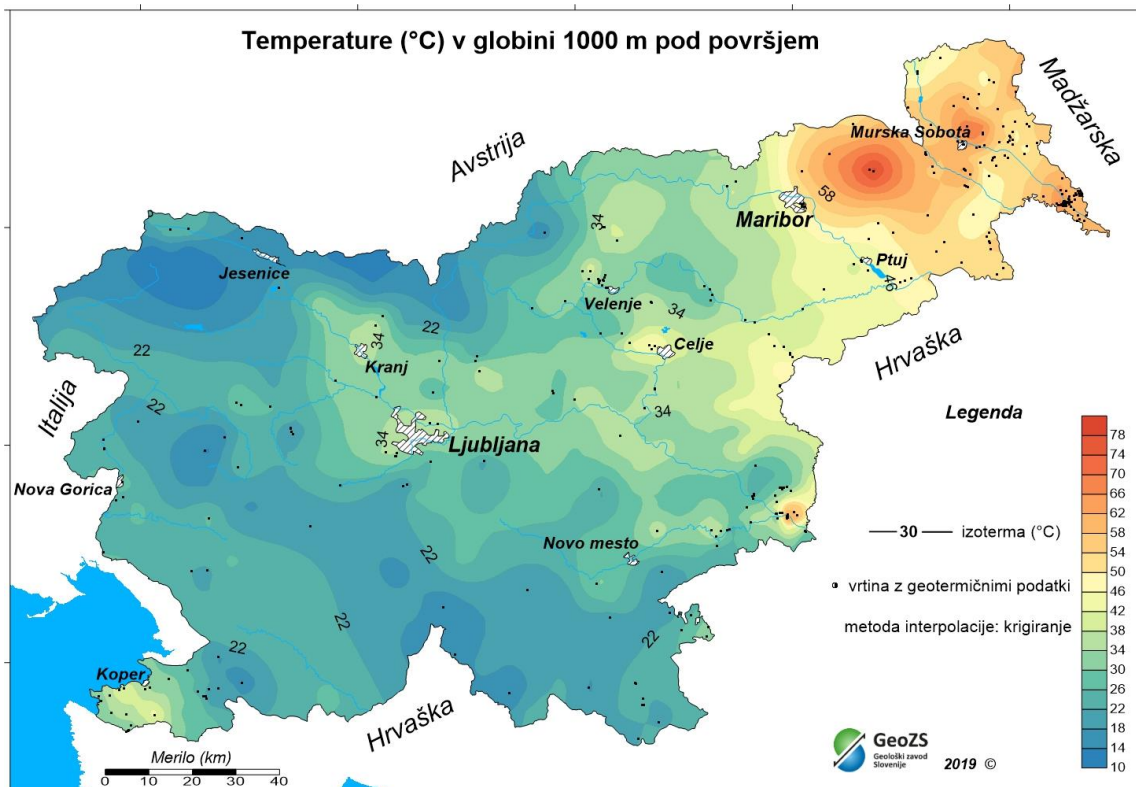 Temperature (°C) v globini 1000 m pod površjem
Madžarska
Murska Sobota
Avstrija
58
Maribor
34
Ptuj
46
Jesenice
Velenje
34
22
34
Kranj
Celje
Hrvaška
22
Italija
22
34
Legenda
34
Ljubljana
Nova Gorica
Novo mesto
22
22
22
22
Koper
Hrvaška
Merilo (km)
0 10 20 30 40
78
74
70
66
62
58
54
50
46
42
38
34
30
26
22
18
14
10
30 izoterma (°C)
vrtina z geotermičnimi podatki
metoda interpolacije: krigiranje
GeoZS
Geološki zavod
Slovenije
2019 ©